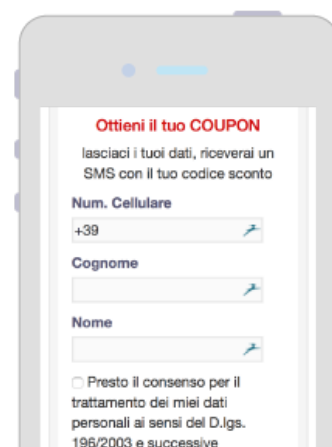 Ottieni il tuo COUPON
lasciaci i tuoi dati, riceverai un
SMS con il tuo codice sconto
Num. Cellulare
+39
Cognome
Nome
Presto il consenso per il
trattamento dei miei dati
personali ai sensi del D.lgs.
196/2003 e successive